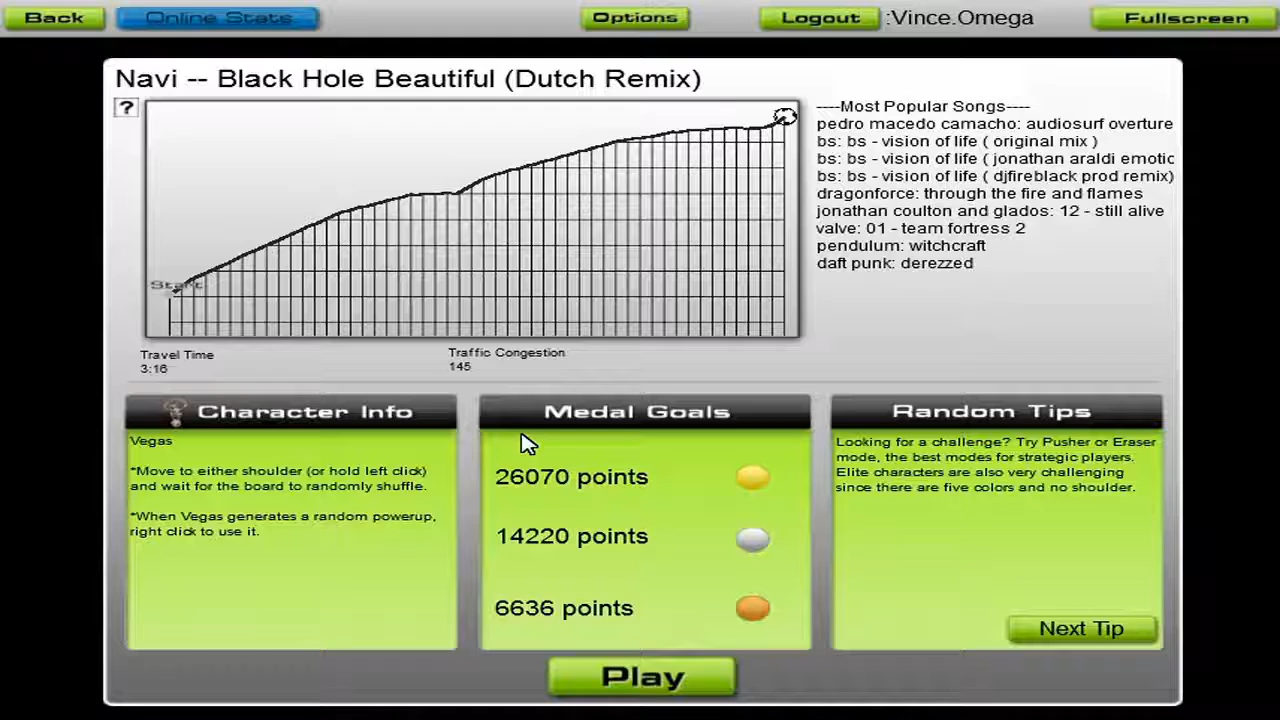 Back
Online Stats
Options
Logout :Vince.Omega
Fullscreen
Navi -- Black Hole Beautiful (Dutch Remix)
?
Start
Travel Time
3:16
Traffic Congestion
145
----Most Popular Songs----
pedro macedo camacho: audiosurf overture
bs: bs - vision of life ( original mix )
bs: bs - vision of life ( jonathan araldi emotic
bs: bs - vision of life ( djfireblack prod remix)
dragonforce: through the fire and flames
jonathan coulton and glados: 12 - still alive
valve: 01 - team fortress 2
pendulum: witchcraft
daft punk: derezzed
Character Info
Vegas
*Move to either shoulder (or hold left click)
and wait for the board to randomly shuffle.
*When Vegas generates a random powerup,
right click to use it.
Medal Goals
26070 points
14220 points
6636 points
Random Tips
Looking for a challenge? Try Pusher or Eraser
mode, the best modes for strategic players.
Elite characters are also very challenging
since there are five colors and no shoulder.
Next Tip
Play